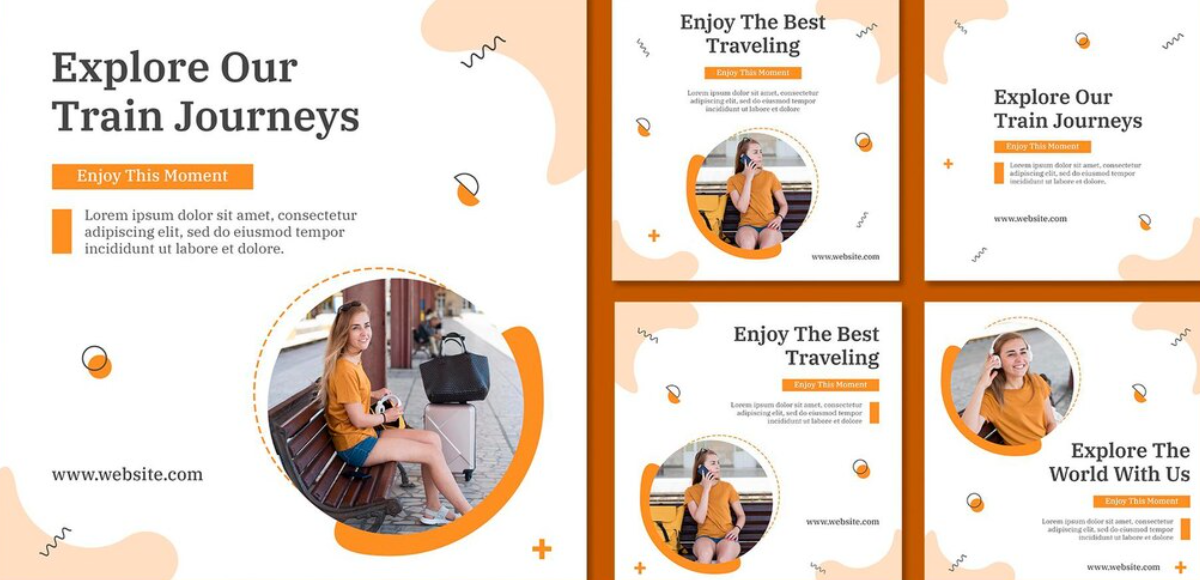 Explore Our
Train Journeys
Enjoy This Moment
Lorem ipsum dolor sit amet, consectetur
adipiscing elit, sed do eiusmod tempor
incididunt ut labore et dolore.
www.website.com
Enjoy The Best
Traveling
Enjoy This Moment
Lorem ipsum dolor sit amet, consectetur
adipiscing elit, sed do eiusmod tempor
incididunt ut labore et dolore
www.website.com
Explore Our
Train Journeys
Enjoy This Moment
Lorem ipsum dolor sit amet, consectetur
adipiscing elit, sed do eiusmod tempor
incididunt ut labore et dolore.
www.website.com
Enjoy The Best
Traveling
Enjoy This Moment
Lorem ipsum dolor sit amet, consectetur
adipiscing elit, sed do eiusmod tempor
incididunt ut labore et dolore
www.website.com
Explore The
World With Us
Enjoy This Moment
Lorem ipsum dolor sit amet, consectetur
adipiscing elit, sed do eiusmod tempor
incididunt ut labore et dolore
www.website.com